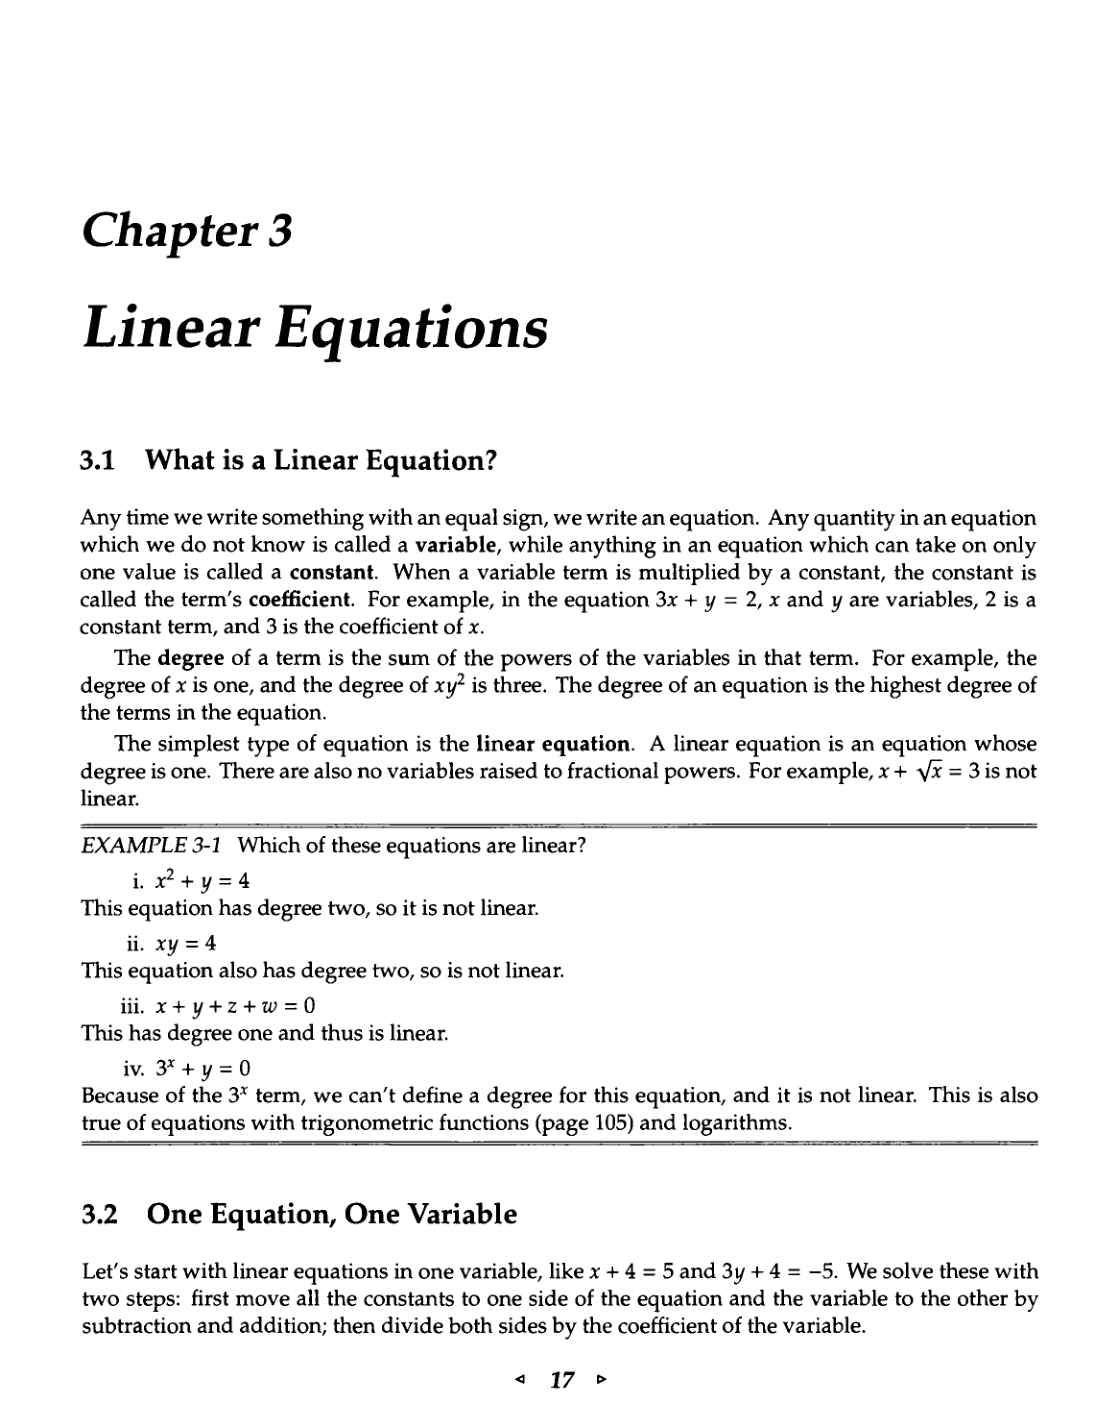 Chapter 3
Linear Equations
3.1 What is a Linear Equation?
Any time we write something with an equal sign, we write an equation. Any quantity in an equation
which we do not know is called a variable, while anything in an equation which can take on only
one value is called a constant. When a variable term is multiplied by a constant, the constant is
called the term's coefficient. For example, in the equation 3x + y = 2, x and y are variables, 2 is a
constant term, and 3 is the coefficient of x.
The degree of a term is the sum of the powers of the variables in that term. For example, the
degree of x is one, and the degree of xy² is three. The degree of an equation is the highest degree of
the terms in the equation.
The simplest type of equation is the linear equation. A linear equation is an equation whose
degree is one. There are also no variables raised to fractional powers. For example, x + √x = 3 is not
linear.
EXAMPLE 3-1 Which of these equations are linear?
i. x² + y = 4
This equation has degree two, so it is not linear.
ii. xy = 4
This equation also has degree two, so is not linear.
iii. x + y + z + w = 0
This has degree one and thus is linear.
iv. 3ˣ + y = 0
Because of the 3ˣ term, we can't define a degree for this equation, and it is not linear. This is also
true of equations with trigonometric functions (page 105) and logarithms.
3.2 One Equation, One Variable
Let's start with linear equations in one variable, like x + 4 = 5 and 3y + 4 = −5. We solve these with
two steps: first move all the constants to one side of the equation and the variable to the other by
subtraction and addition; then divide both sides by the coefficient of the variable.
◁ 17 ▷